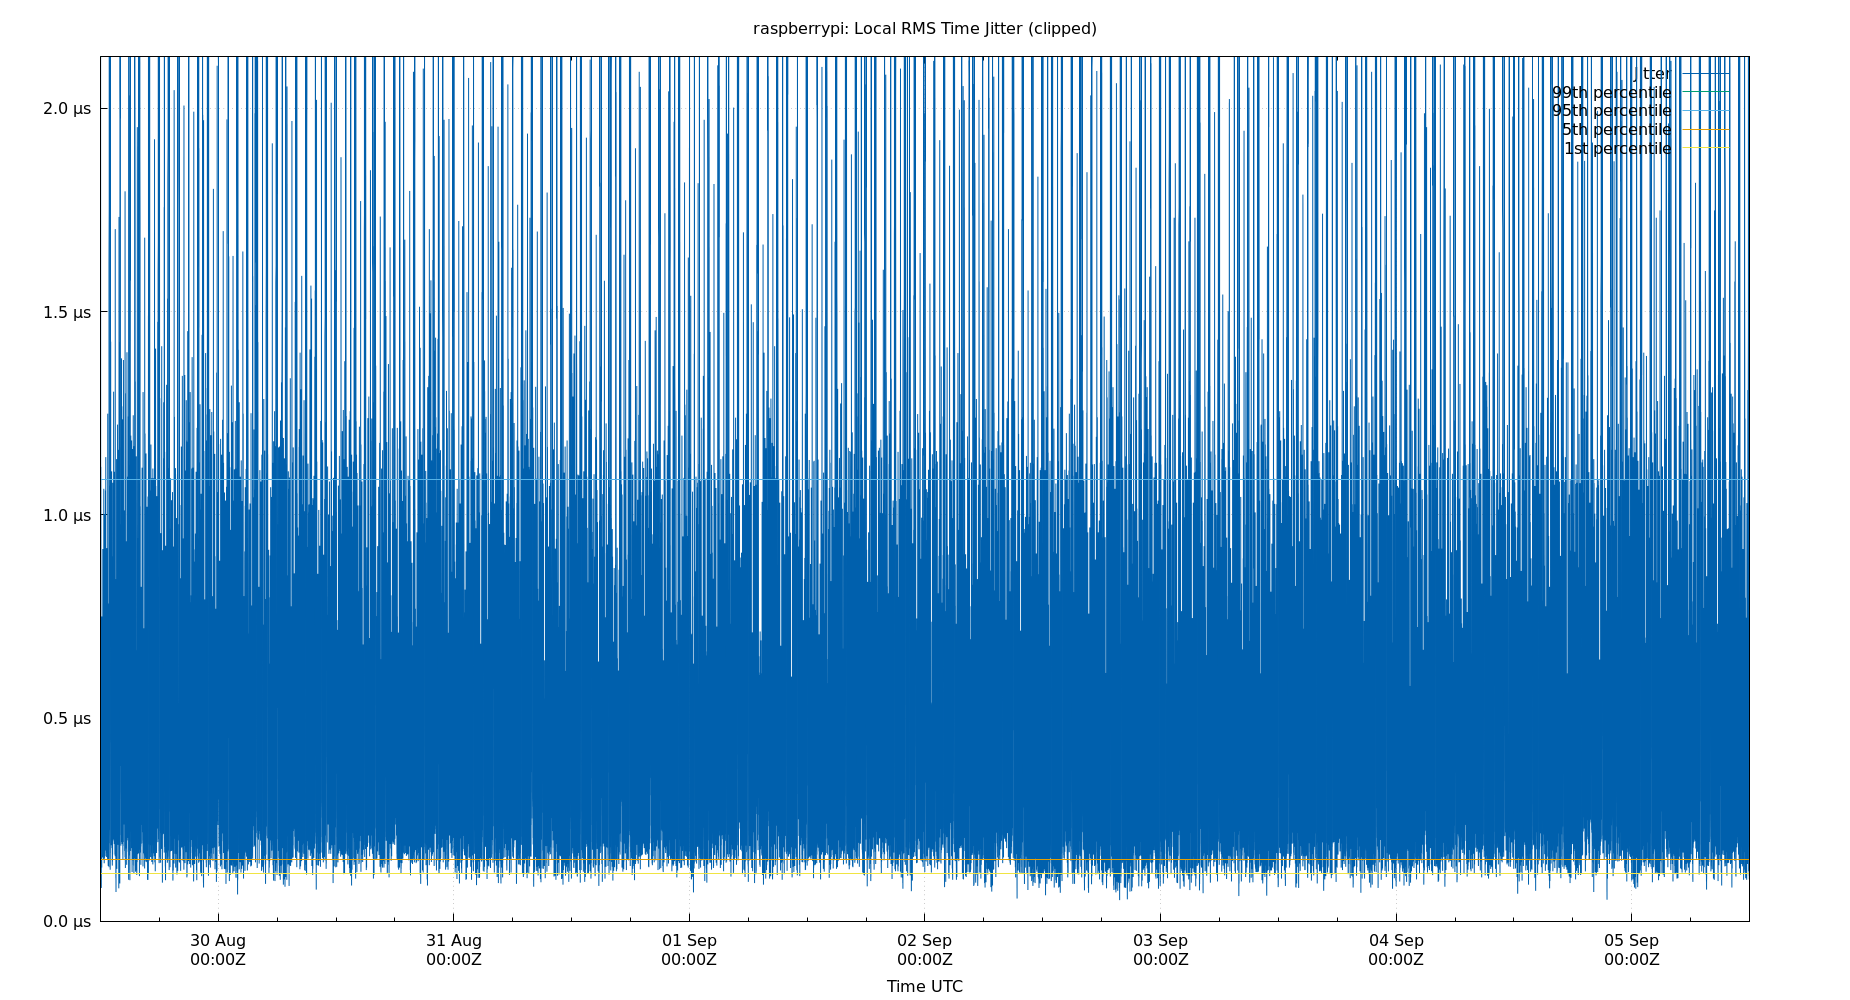 raspberrypi: Local RMS Time Jitter (clipped)
jitter
99th percentile
95th percentile
5th percentile
1st percentile
2.0 µs
1.5 µs
1.0 µs
0.5 µs
0.0 µs
30 Aug
00:00Z
31 Aug
00:00Z
01 Sep
00:00Z
02 Sep
00:00Z
03 Sep
00:00Z
04 Sep
00:00Z
05 Sep
00:00Z
Time UTC